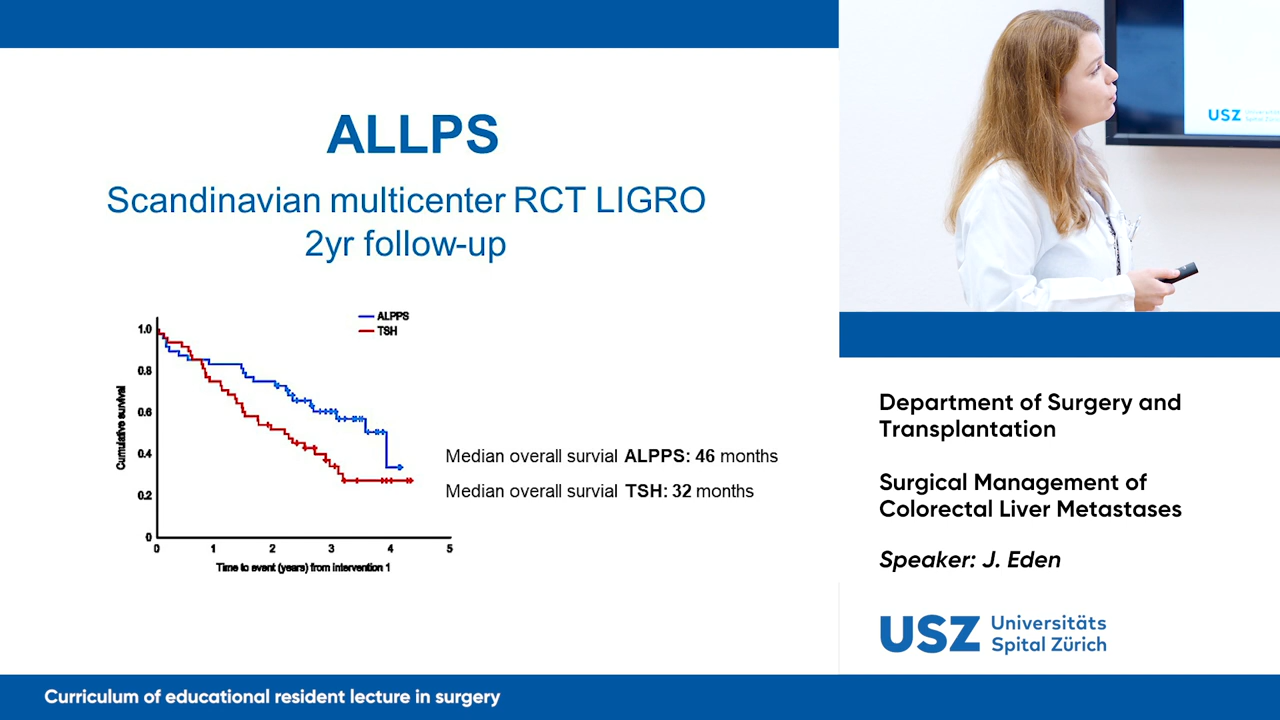 ALLPS
Scandinavian multicenter RCT LIGRO
2yr follow-up
ALPPS
TSH
1.0
0.8
0.6
0.4
0.2
0
Cumulative survival
0 1 2 3 4 5
Time to event (years) from intervention 1
Median overall survial ALPPS: 46 months
Median overall survial TSH: 32 months
USZ Universitäts
Spital Zürich
Department of Surgery and
Transplantation
Surgical Management of
Colorectal Liver Metastases
Speaker: J. Eden
USZ Universitäts
Spital Zürich
Curriculum of educational resident lecture in surgery